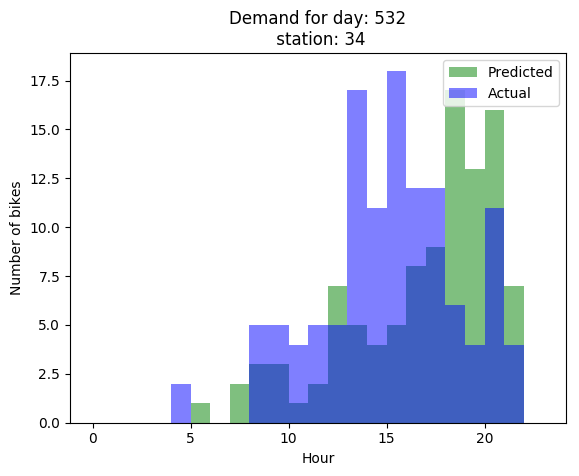 Demand for day: 532
station: 34
Predicted
Actual
Number of bikes
17.5
15.0
12.5
10.0
7.5
5.0
2.5
0.0
0
5
10
15
20
Hour